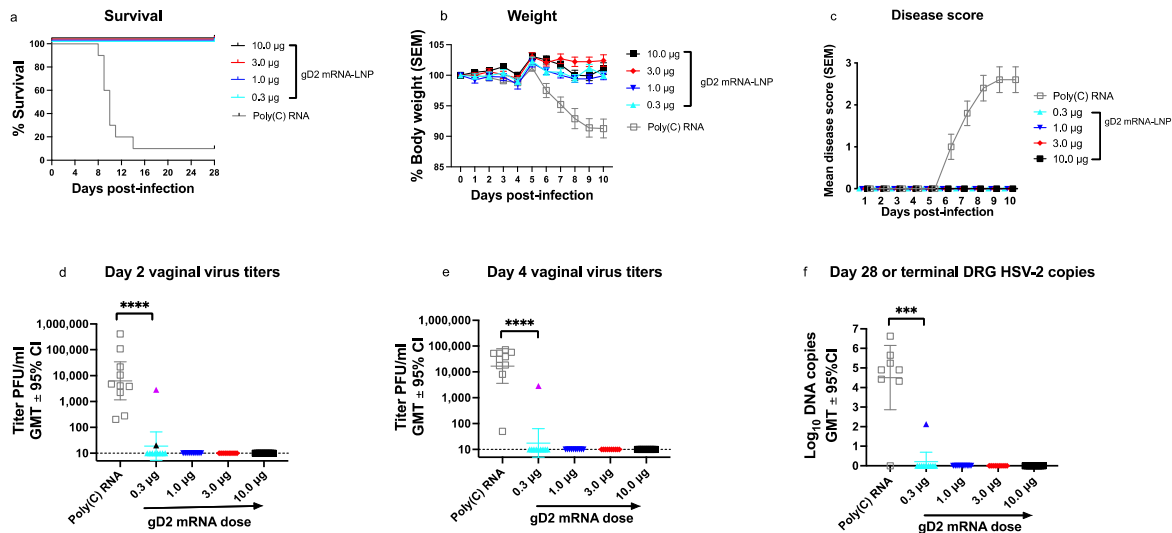 a
Survival
% Survival
100
80
60
40
20
0
0 4 8 12 16 20 24 28
Days post-infection
10.0 µg
3.0 µg
1.0 µg
0.3 µg
Poly(C) RNA
gD2 mRNA-LNP
b
Weight
% Body weight (SEM)
105
100
95
90
85
0 1 2 3 4 5 6 7 8 9 10
Days post-infection
10.0 µg
3.0 µg
1.0 µg
0.3 µg
Poly(C) RNA
gD2 mRNA-LNP
c
Disease score
Mean disease score (SEM)
3
2
1
0
1 2 3 4 5 6 7 8 9 10
Days post-infection
Poly(C) RNA
0.3 µg
1.0 µg
3.0 µg
10.0 µg
gD2 mRNA-LNP
d
Day 2 vaginal virus titers
****
Titer PFU/ml
GMT ± 95% CI
1,000,000
100,000
10,000
1,000
100
10
Poly(C) RNA
0.3 µg
1.0 µg
3.0 µg
10.0 µg
gD2 mRNA dose
e
Day 4 vaginal virus titers
****
Titer PFU/ml
GMT ± 95% CI
1,000,000
100,000
10,000
1,000
100
10
Poly(C) RNA
0.3 µg
1.0 µg
3.0 µg
10.0 µg
gD2 mRNA dose
f
Day 28 or terminal DRG HSV-2 copies
***
Log10 DNA copies
GMT ± 95%CI
7
6
5
4
3
2
1
0
Poly(C) RNA
0.3 µg
1.0 µg
3.0 µg
10.0 µg
gD2 mRNA dose